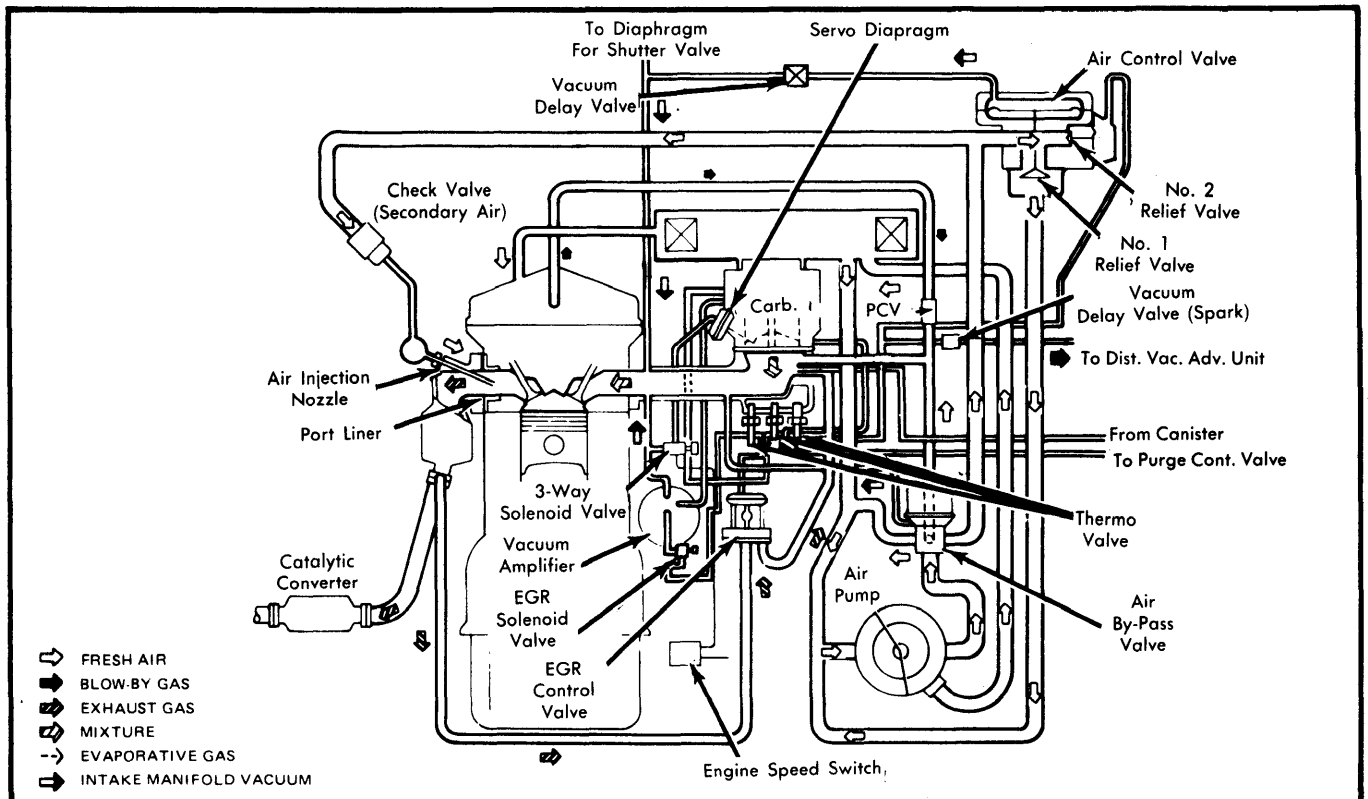 To Diaphragm
For Shutter Valve
Servo Diapragm
Air Control Valve
Vacuum
Delay Valve
Check Valve
(Secondary Air)
No. 2
Relief Valve
No. 1
Relief Valve
Carb.
PCV
Vacuum
Delay Valve (Spark)
To Dist. Vac. Adv. Unit
Air Injection
Nozzle
Port Liner
From Canister
To Purge Cont. Valve
3-Way
Solenoid Valve
Thermo
Valve
Vacuum
Amplifier
Catalytic
Converter
Air
Pump
EGR
Solenoid
Valve
Air
By-Pass
Valve
EGR
Control
Valve
Engine Speed Switch
FRESH AIR
BLOW-BY GAS
EXHAUST GAS
MIXTURE
EVAPORATIVE GAS
INTAKE MANIFOLD VACUUM